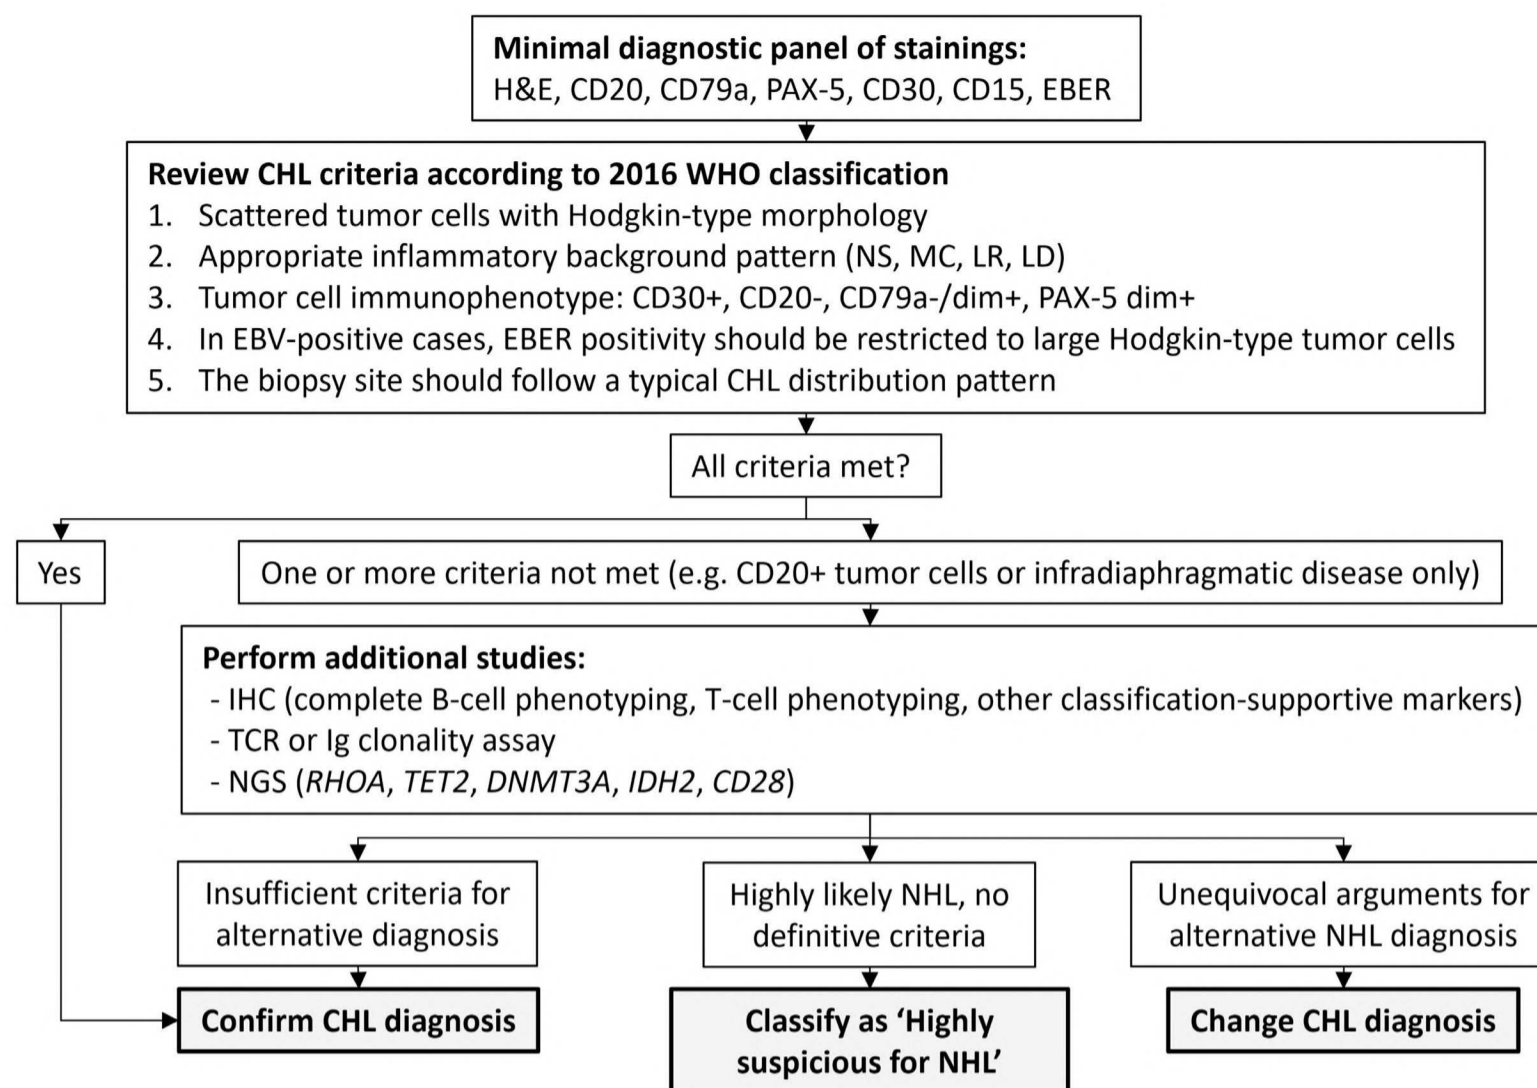 Minimal diagnostic panel of stainings:
H&E, CD20, CD79a, PAX-5, CD30, CD15, EBER
Review CHL criteria according to 2016 WHO classification
1. Scattered tumor cells with Hodgkin-type morphology
2. Appropriate inflammatory background pattern (NS, MC, LR, LD)
3. Tumor cell immunophenotype: CD30+, CD20-, CD79a-/dim+, PAX-5 dim+
4. In EBV-positive cases, EBER positivity should be restricted to large Hodgkin-type tumor cells
5. The biopsy site should follow a typical CHL distribution pattern
All criteria met?
Yes
One or more criteria not met (e.g. CD20+ tumor cells or infradiaphragmatic disease only)
Perform additional studies:
- IHC (complete B-cell phenotyping, T-cell phenotyping, other classification-supportive markers)
- TCR or Ig clonality assay
- NGS (RHOA, TET2, DNMT3A, IDH2, CD28)
Insufficient criteria for
alternative diagnosis
Highly likely NHL, no
definitive criteria
Unequivocal arguments for
alternative NHL diagnosis
Confirm CHL diagnosis
Classify as ‘Highly
suspicious for NHL’
Change CHL diagnosis